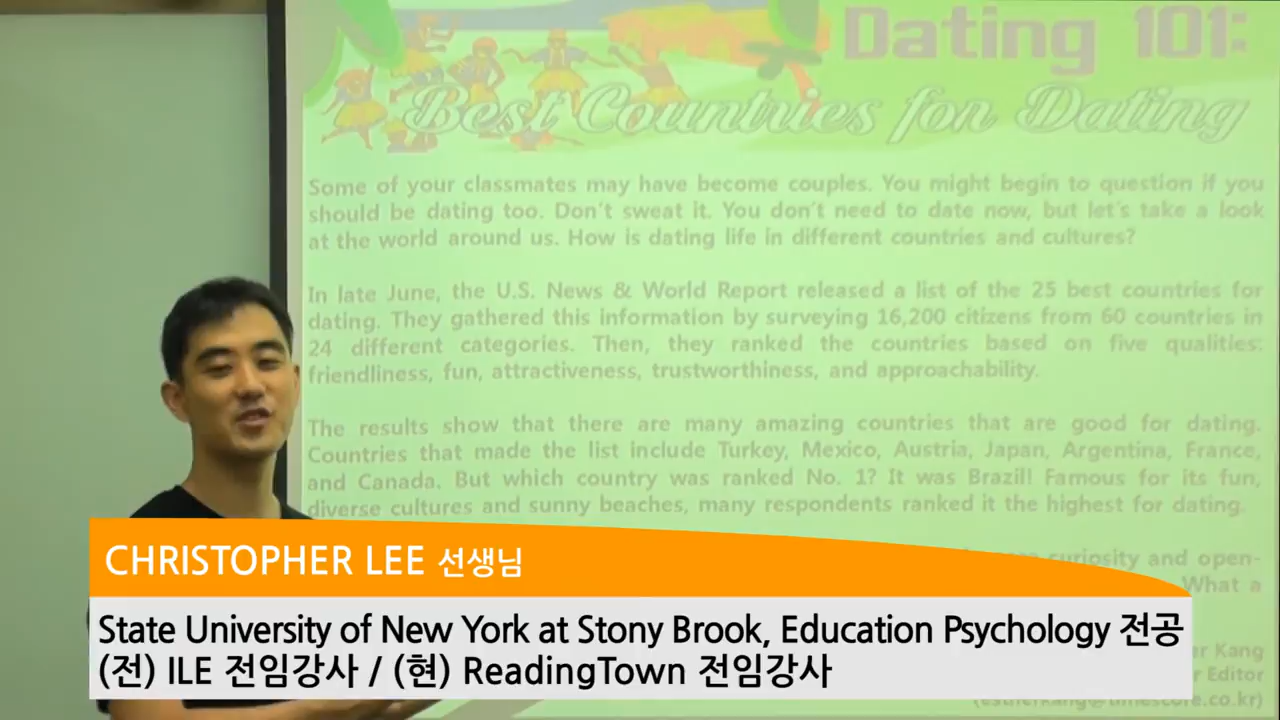 Dating 101:
Best Countries for Dating
Some of your classmates may have become couples. You might begin to question if you
should be dating too. Don't sweat it. You don't need to date now, but let's take a look
at the world around us. How is dating life in different countries and cultures?
In late June, the U.S. News & World Report released a list of the 25 best countries for
dating. They gathered this information by surveying 16,200 citizens from 60 countries in
24 different categories. Then, they ranked the countries based on five qualities:
friendliness, fun, attractiveness, trustworthiness, and approachability.
The results show that there are many amazing countries that are good for dating.
Countries that made the list include Turkey, Mexico, Austria, Japan, Argentina, France,
and Canada. But which country was ranked No. 1? It was Brazil! Famous for its fun,
diverse cultures and sunny beaches, many respondents ranked it the highest for dating.
curiosity and open-
What a
Kang
Editor
CHRISTOPHER LEE 선생님
State University of New York at Stony Brook, Education Psychology 전공
(전) ILE 전임강사 / (현) ReadingTown 전임강사